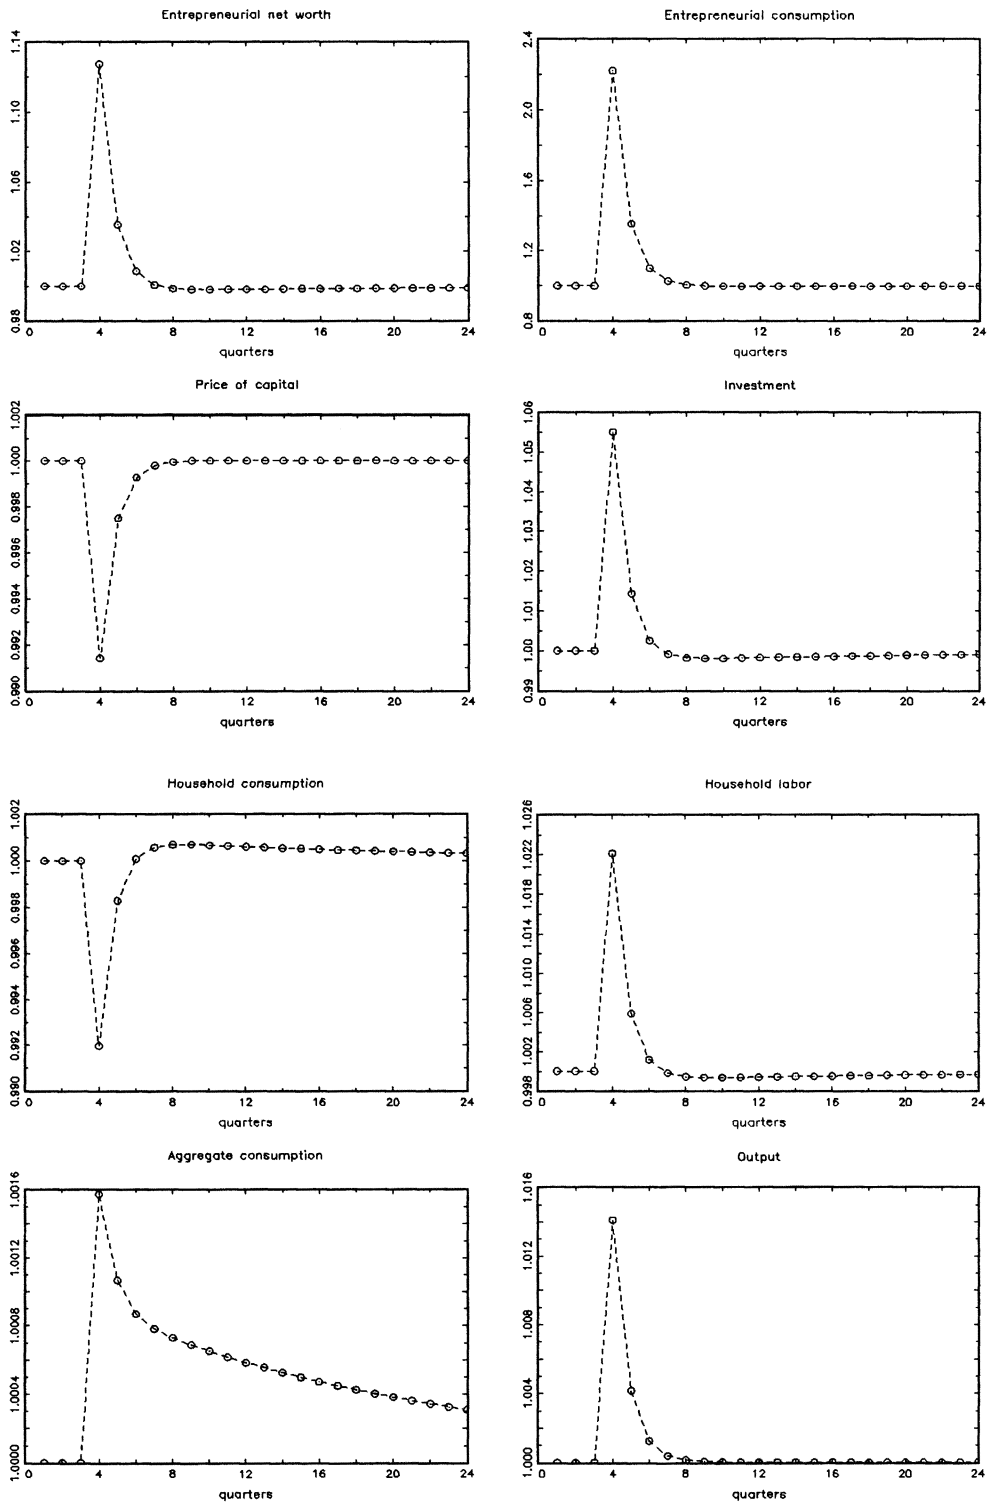 Entrepreneurial net worth
1.14
1.10
1.06
1.02
0.98
0 4 8 12 16 20 24
quarters
Entrepreneurial consumption
2.4
2.0
1.6
1.2
0.8
0 4 8 12 16 20 24
quarters
Price of capital
1.002
1.000
0.998
0.996
0.994
0.992
0.990
0 4 8 12 16 20 24
quarters
Investment
1.06
1.05
1.04
1.03
1.02
1.01
1.00
0.99
0 4 8 12 16 20 24
quarters
Household consumption
1.002
1.000
0.998
0.996
0.994
0.992
0.990
0 4 8 12 16 20 24
quarters
Household labor
1.026
1.022
1.018
1.014
1.010
1.006
1.002
0.998
0 4 8 12 16 20 24
quarters
Aggregate consumption
1.0016
1.0012
1.0008
1.0004
1.0000
0 4 8 12 16 20 24
quarters
Output
1.016
1.012
1.008
1.004
1.000
0 4 8 12 16 20 24
quarters